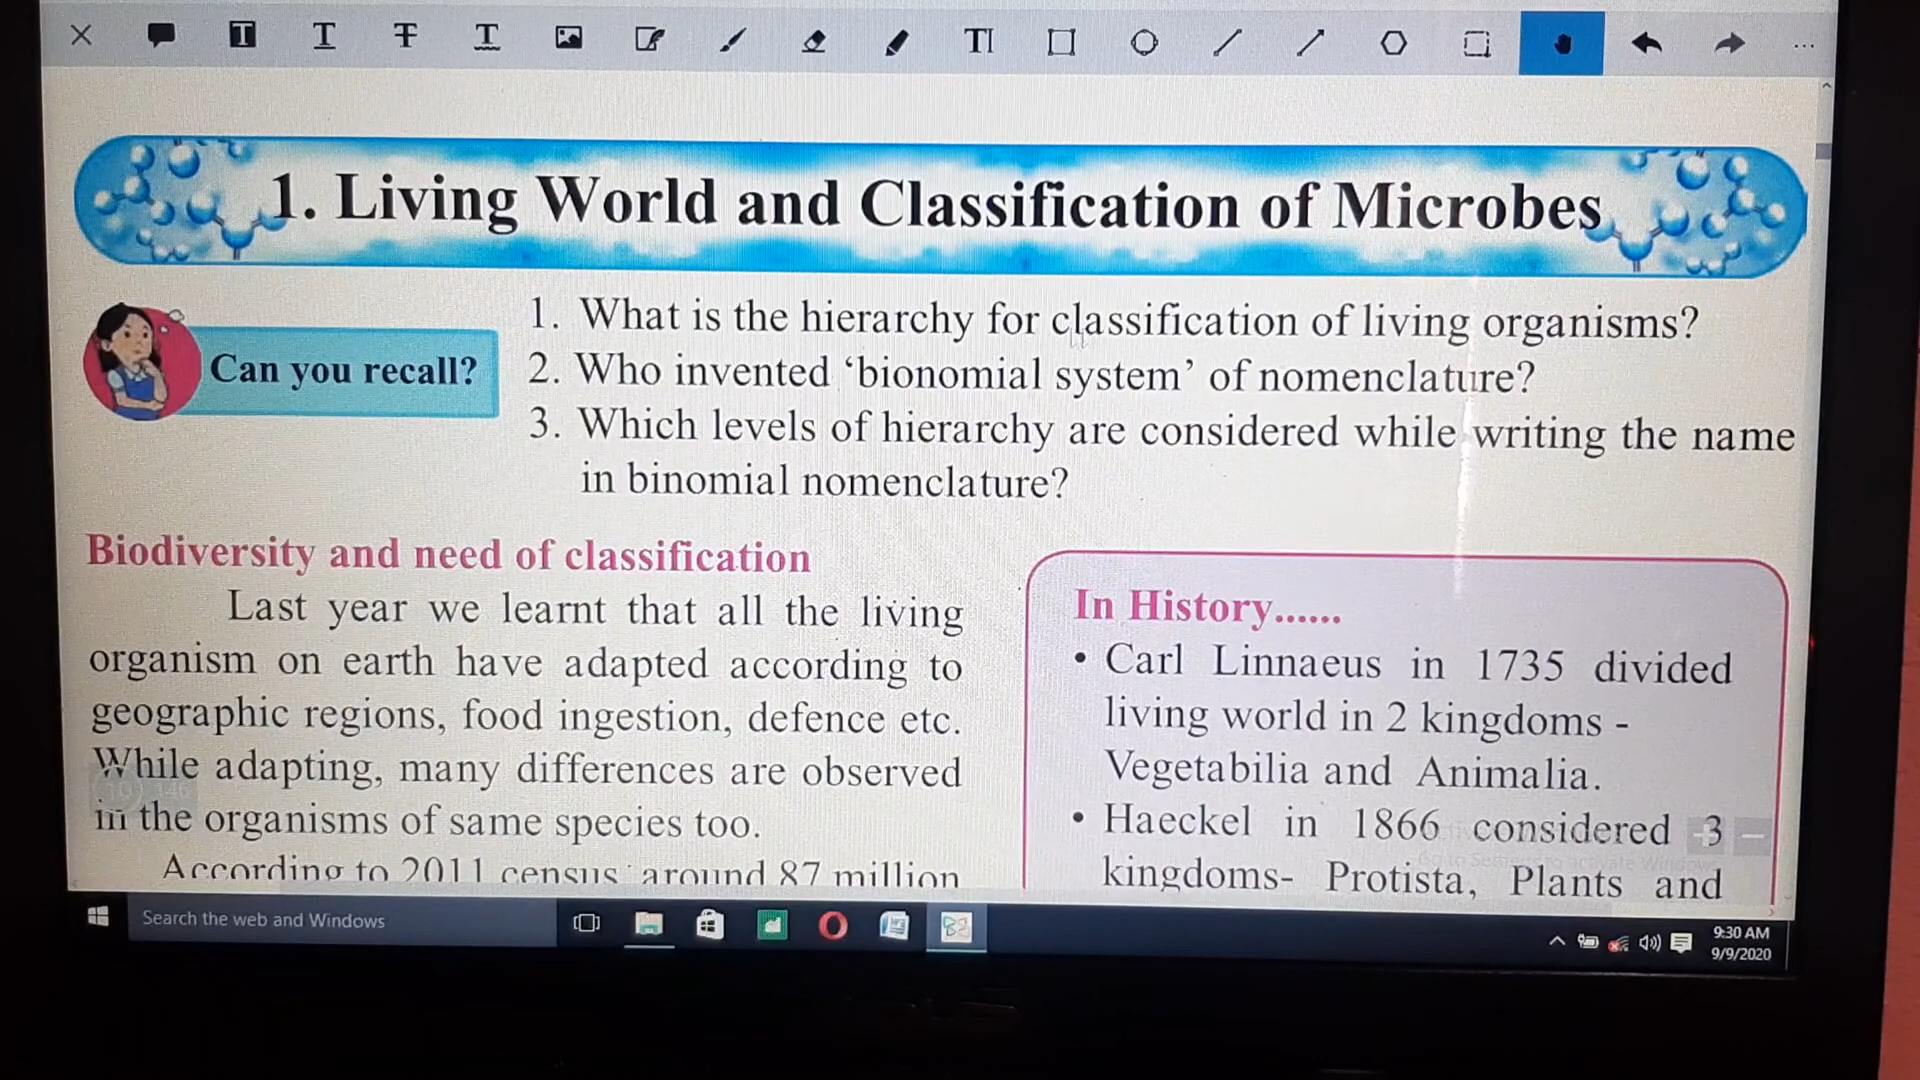 1. Living World and Classification of Microbes
Can you recall?
1. What is the hierarchy for classification of living organisms?
2. Who invented ‘bionomial system’ of nomenclature?
3. Which levels of hierarchy are considered while writing the name
in binomial nomenclature?
Biodiversity and need of classification
Last year we learnt that all the living
organism on earth have adapted according to
geographic regions, food ingestion, defence etc.
While adapting, many differences are observed
in the organisms of same species too.
According to 2011 census around 87 million
In History......
• Carl Linnaeus in 1735 divided
living world in 2 kingdoms -
Vegetabilia and Animalia.
• Haeckel in 1866 considered 3
kingdoms- Protista, Plants and
Search the web and Windows
9:30 AM
9/9/2020